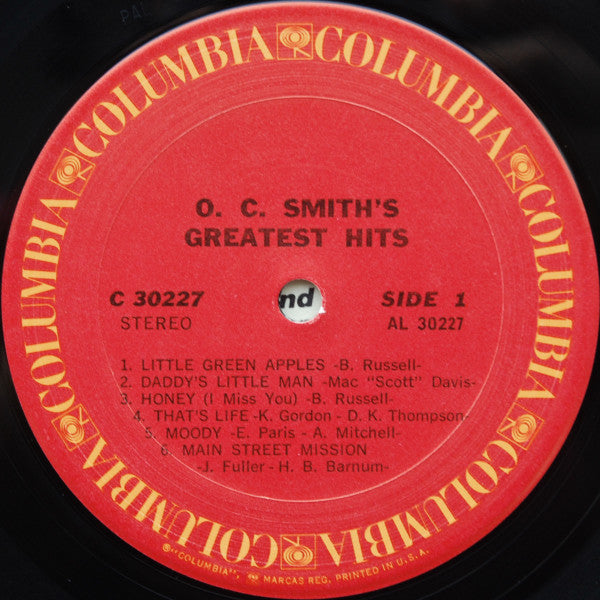 COLUMBIA COLUMBIA COLUMBIA COLUMBIA COLUMBIA COLUMBIA
O. C. SMITH'S
GREATEST HITS
C 30227 nd SIDE 1
STEREO AL 30227
1. LITTLE GREEN APPLES -B. Russell-
2. DADDY'S LITTLE MAN -Mac "Scott" Davis-
3. HONEY (I Miss You) -B. Russell-
4. THAT'S LIFE -K. Gordon - D. K. Thompson-
5. MOODY -E. Paris - A. Mitchell-
6. MAIN STREET MISSION
-J. Fuller - H. B. Barnum-
"COLUMBIA", MARCAS REG. PRINTED IN U.S.A.